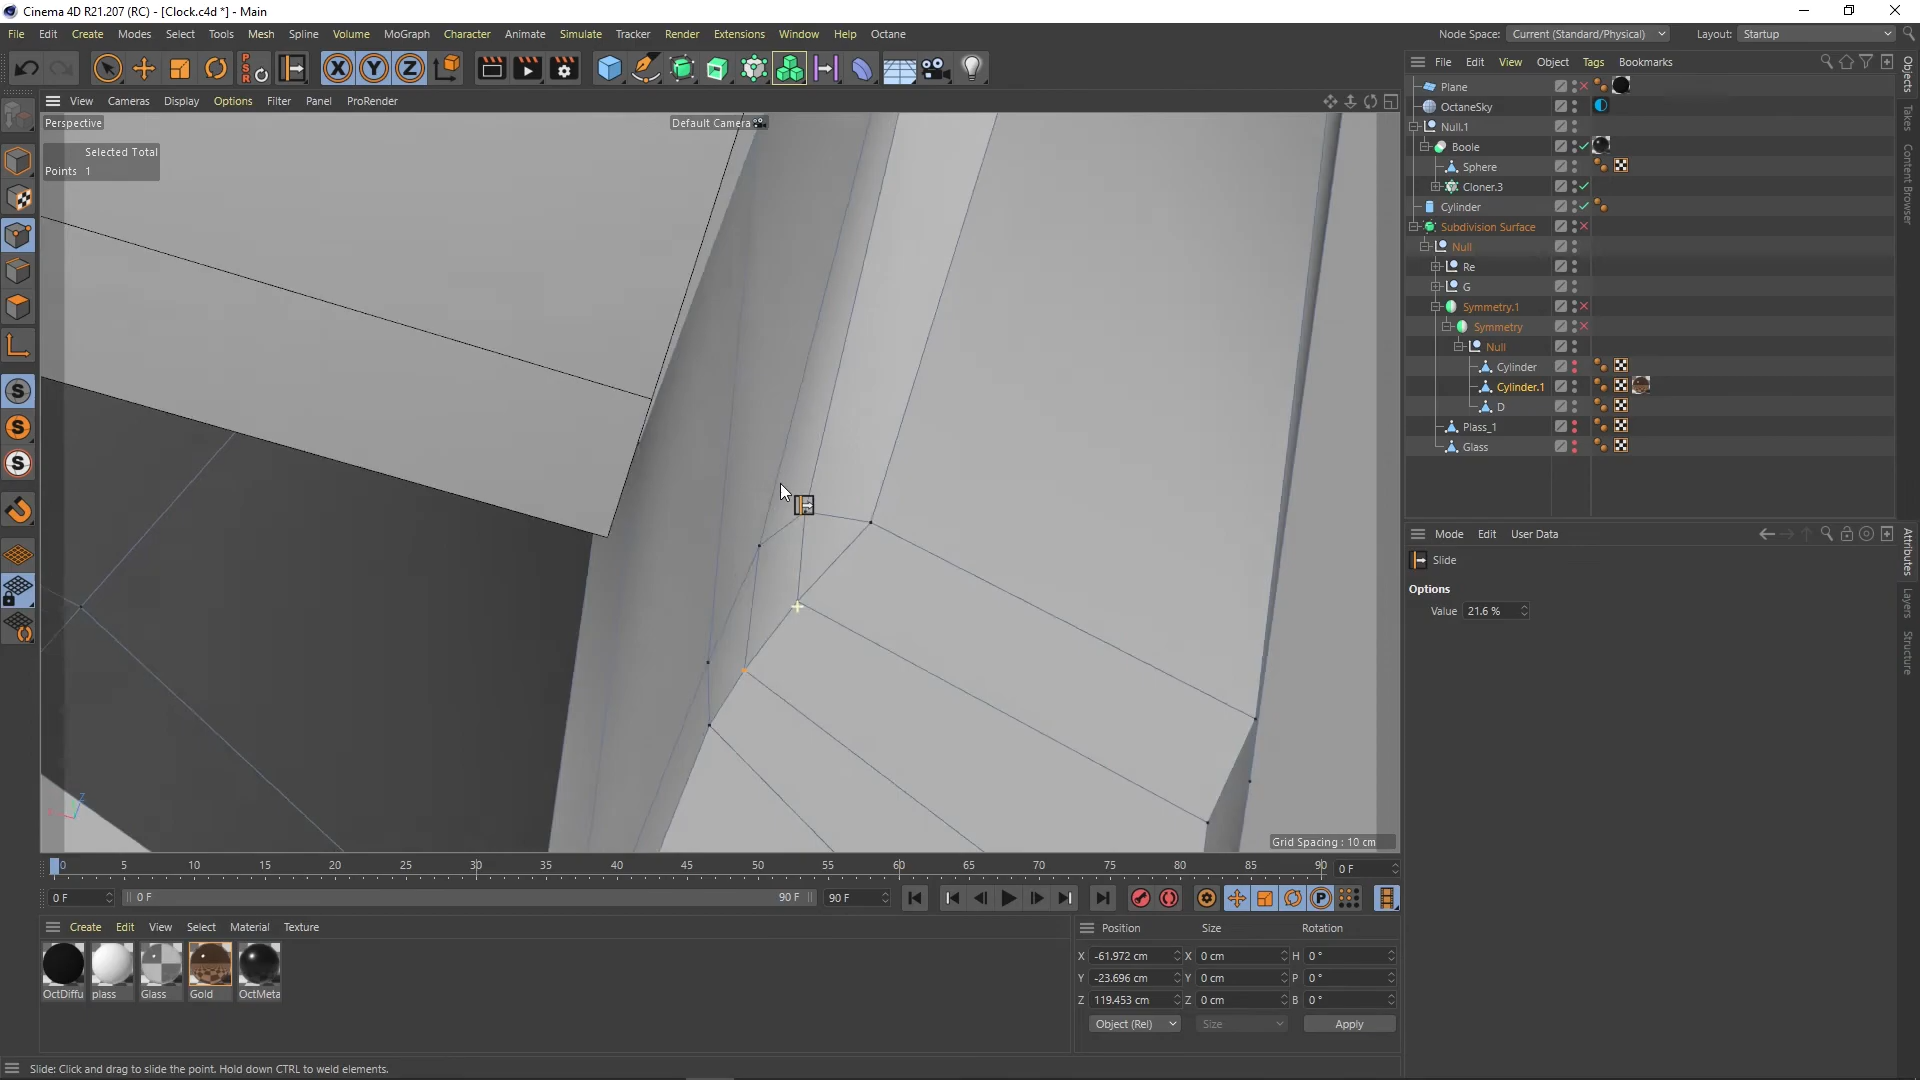 Cinema 4D R21.207 (RC) - [Clock.c4d *] - Main
File Edit Create Modes Select Tools Mesh Spline Volume MoGraph Character Animate Simulate Tracker Render Extensions Window Help Octane
Node Space: Current (Standard/Physical) Layout: Startup
PSR
X Y Z
File Edit View Object Tags Bookmarks
View Cameras Display Options Filter Panel ProRender
Perspective
Default Camera
Selected Total
Points 1
Plane
OctaneSky
Null.1
Boole
Sphere
Cloner.3
Cylinder
Subdivision Surface
Null
Re
G
Symmetry.1
Symmetry
Null
Cylinder
Cylinder.1
D
Plass_1
Glass
Objects
Takes
Content Browser
Mode Edit User Data
Slide
Options
Value 21.6 %
Attributes
Layers
Structure
S
S
S
Z
Grid Spacing : 10 cm
0 5 10 15 20 25 30 35 40 45 50 55 60 65 70 75 80 85 90 0 F
0 F 0 F 90 F 90 F P
Create Edit View Select Material Texture
OctDiffu plass Glass Gold OctMeta
Position Size Rotation
X -61.972 cm X 0 cm H 0 °
Y -23.696 cm Y 0 cm P 0 °
Z 119.453 cm Z 0 cm B 0 °
Object (Rel) Size Apply
Slide: Click and drag to slide the point. Hold down CTRL to weld elements.